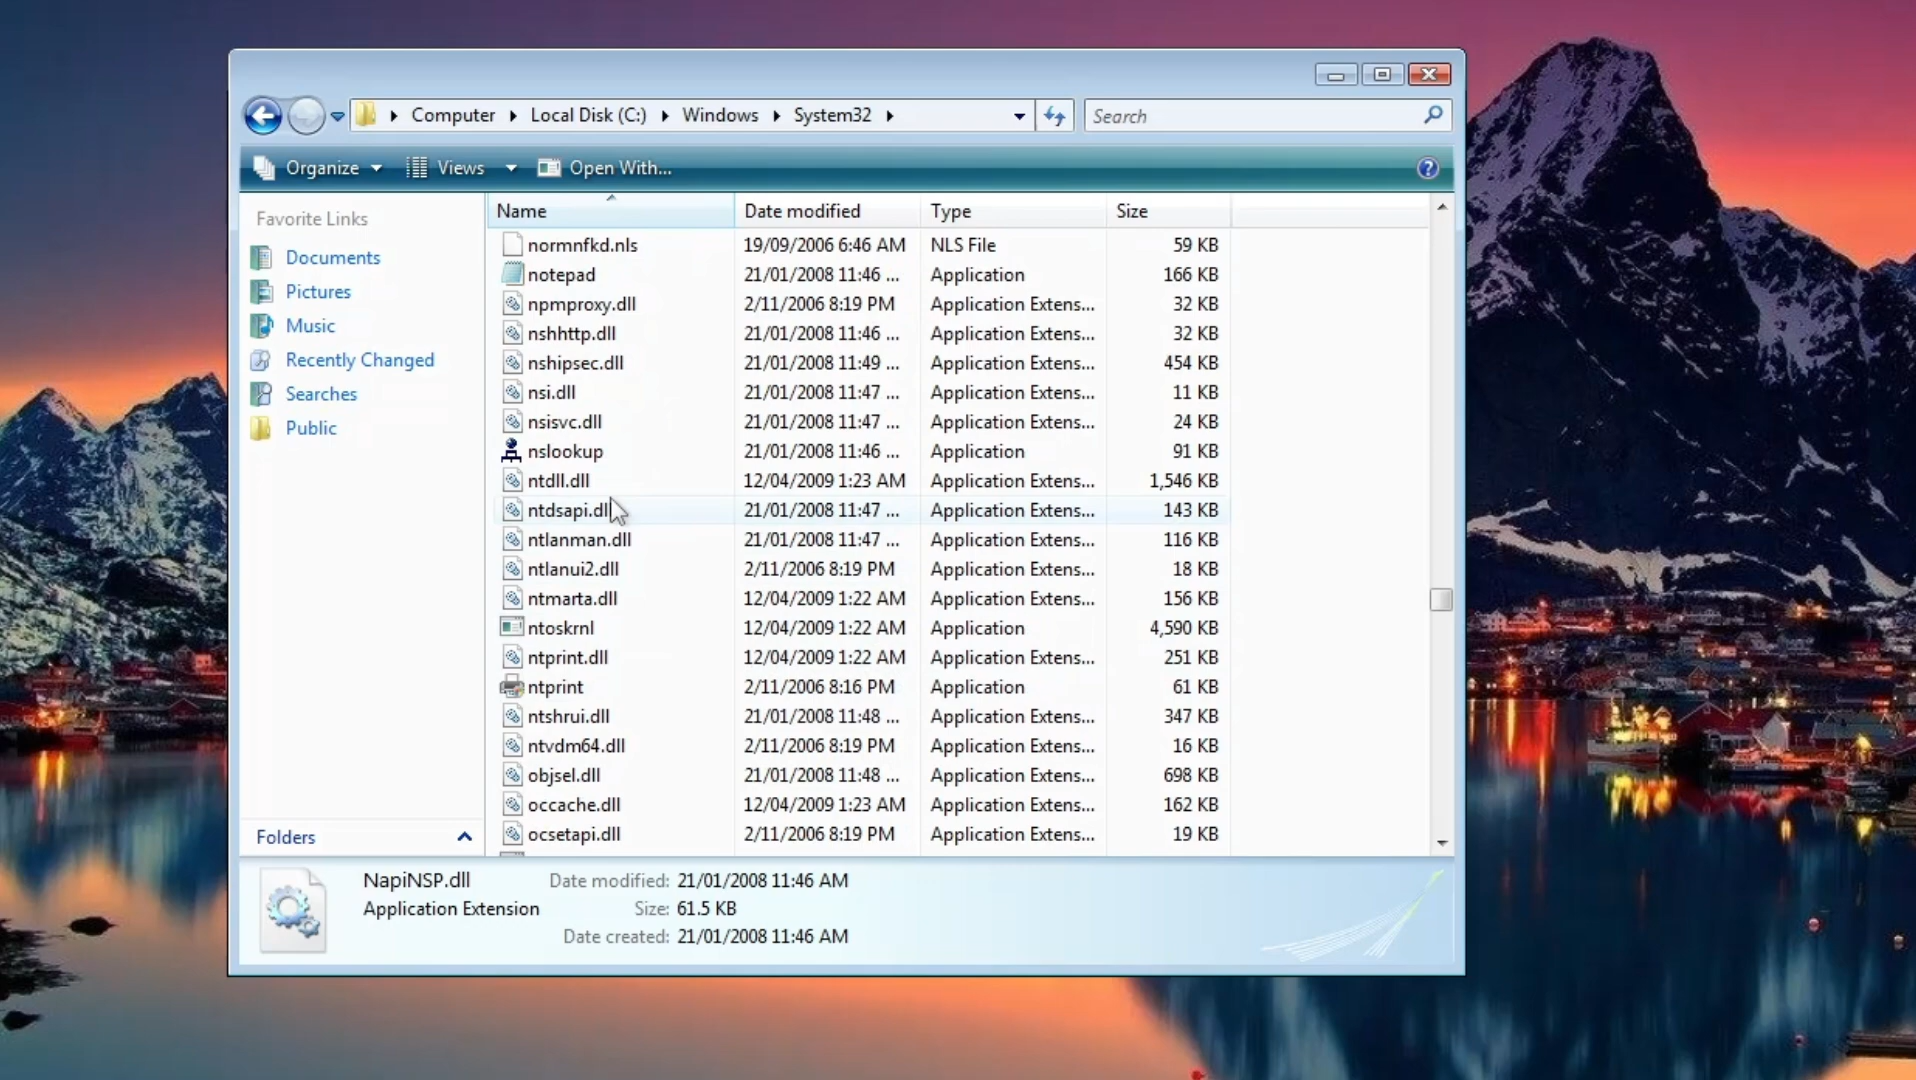 Computer Local Disk (C:) Windows System32 Search
Organize Views Open With... ?
Favorite Links
Documents
Pictures
Music
Recently Changed
Searches
Public
Folders
Name Date modified Type Size
normnfkd.nls 19/09/2006 6:46 AM NLS File 59 KB
notepad 21/01/2008 11:46 ... Application 166 KB
npmproxy.dll 2/11/2006 8:19 PM Application Extens... 32 KB
nshhttp.dll 21/01/2008 11:46 ... Application Extens... 32 KB
nshipsec.dll 21/01/2008 11:49 ... Application Extens... 454 KB
nsi.dll 21/01/2008 11:47 ... Application Extens... 11 KB
nsisvc.dll 21/01/2008 11:47 ... Application Extens... 24 KB
nslookup 21/01/2008 11:46 ... Application 91 KB
ntdll.dll 12/04/2009 1:23 AM Application Extens... 1,546 KB
ntdsapi.dll 21/01/2008 11:47 ... Application Extens... 143 KB
ntlanman.dll 21/01/2008 11:47 ... Application Extens... 116 KB
ntlanui2.dll 2/11/2006 8:19 PM Application Extens... 18 KB
ntmarta.dll 12/04/2009 1:22 AM Application Extens... 156 KB
ntoskrnl 12/04/2009 1:22 AM Application 4,590 KB
ntprint.dll 12/04/2009 1:22 AM Application Extens... 251 KB
ntprint 2/11/2006 8:16 PM Application 61 KB
ntshrui.dll 21/01/2008 11:48 ... Application Extens... 347 KB
ntvdm64.dll 2/11/2006 8:19 PM Application Extens... 16 KB
objsel.dll 21/01/2008 11:48 ... Application Extens... 698 KB
occache.dll 12/04/2009 1:23 AM Application Extens... 162 KB
ocsetapi.dll 2/11/2006 8:19 PM Application Extens... 19 KB
NapiNSP.dll Date modified: 21/01/2008 11:46 AM
Application Extension Size: 61.5 KB
Date created: 21/01/2008 11:46 AM